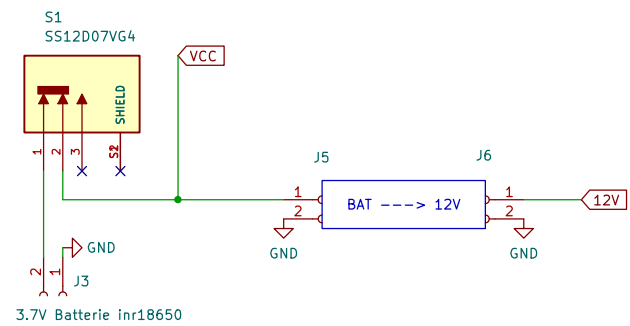 S1
SS12D07VG4
VCC
SHIELD
1
2
3
J5
J6
1
1
BAT ---> 12V
12V
2
2
GND
GND
GND
2
1
J3
3.7V Batterie inr18650